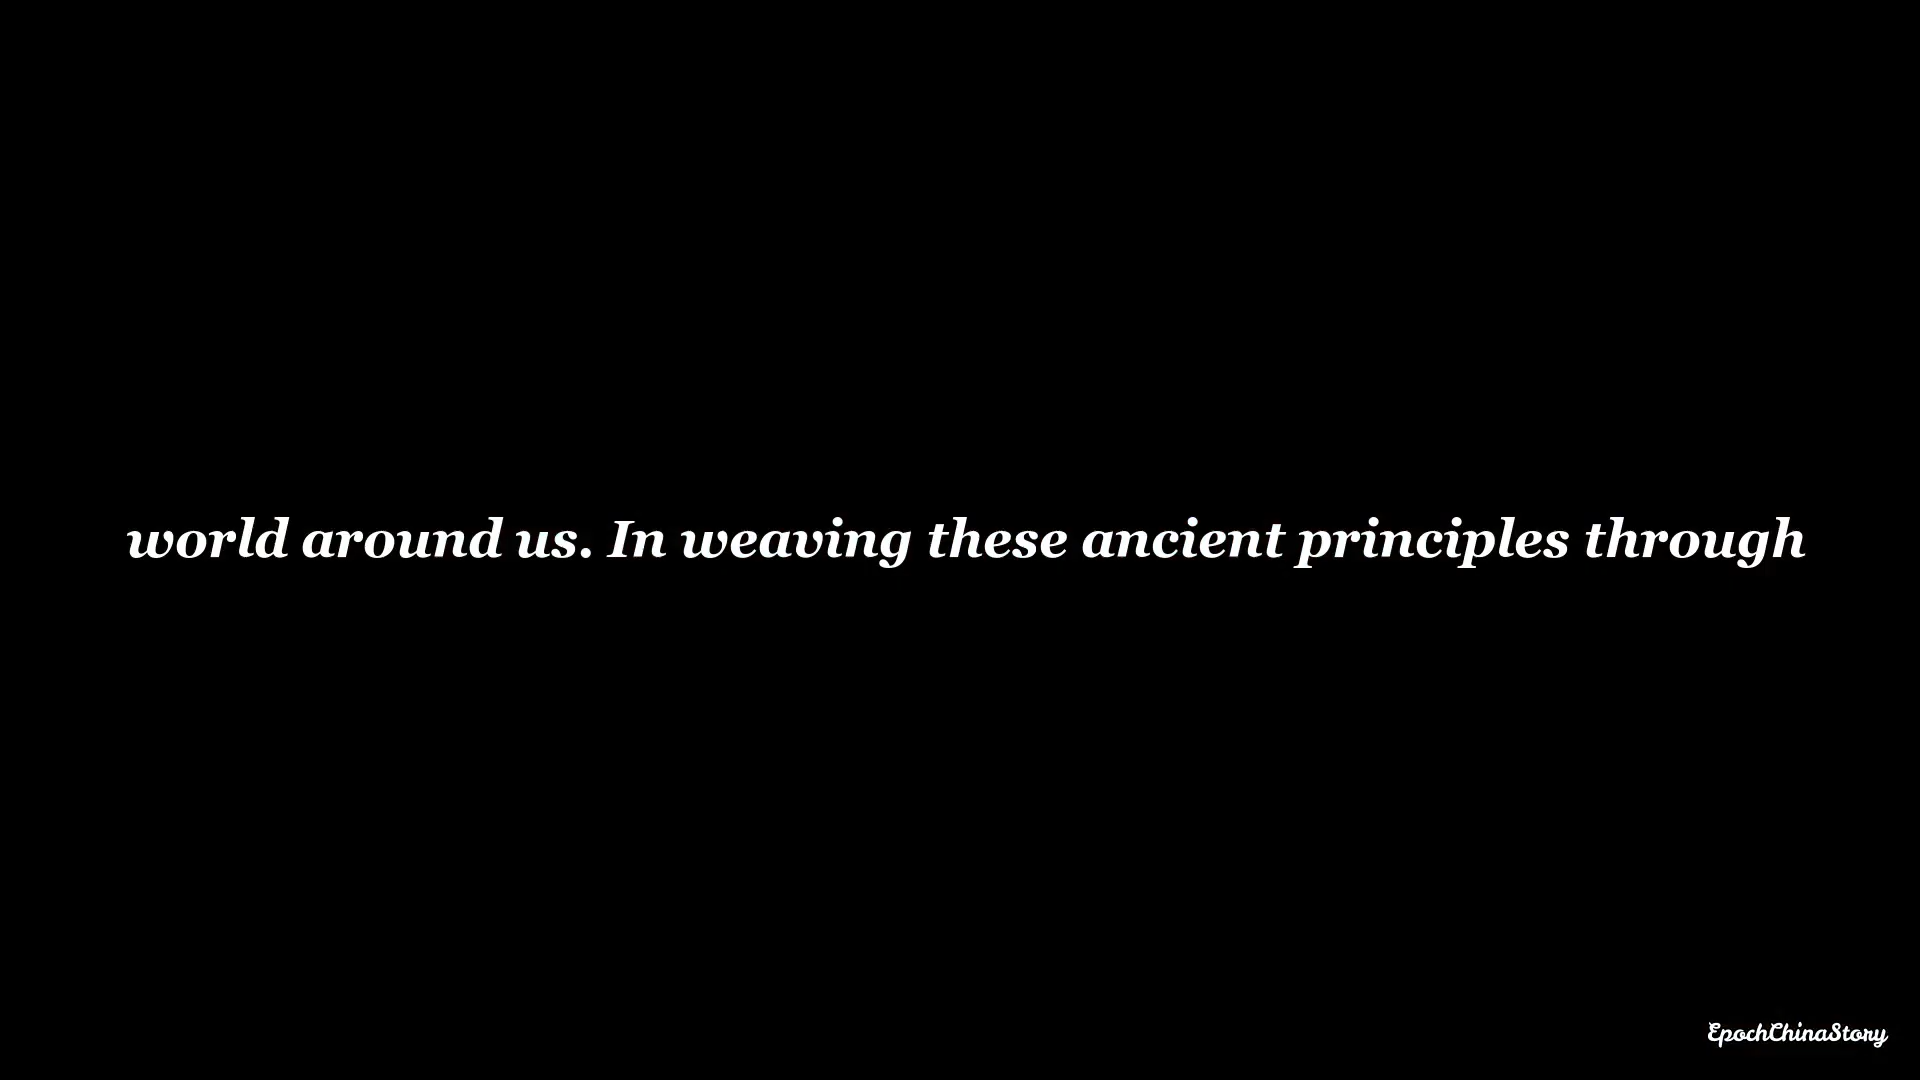 world around us. In weaving these ancient principles through
EpochChinaStory